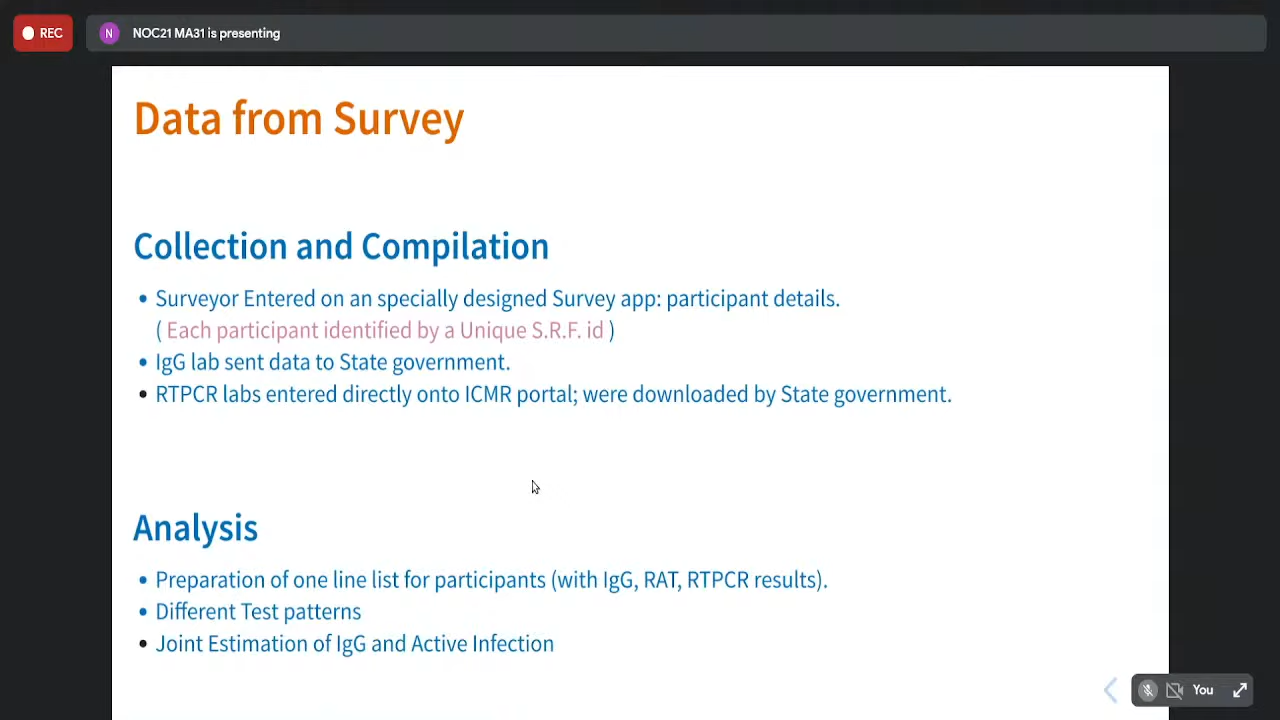 REC
N
NOC21 MA31 is presenting
Data from Survey
Collection and Compilation
• Surveyor Entered on an specially designed Survey app: participant details.
( Each participant identified by a Unique S.R.F. id )
• IgG lab sent data to State government.
• RTPCR labs entered directly onto ICMR portal; were downloaded by State government.
Analysis
• Preparation of one line list for participants (with IgG, RAT, RTPCR results).
• Different Test patterns
• Joint Estimation of IgG and Active Infection
You